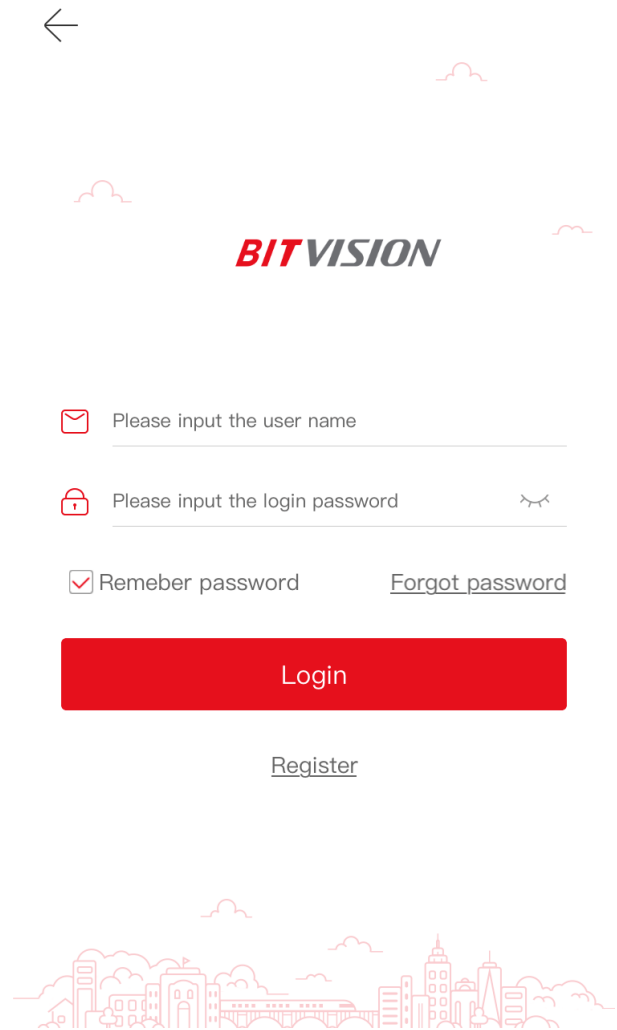 BITVISION
Please input the user name
Please input the login password
Remeber password
Forgot password
Login
Register